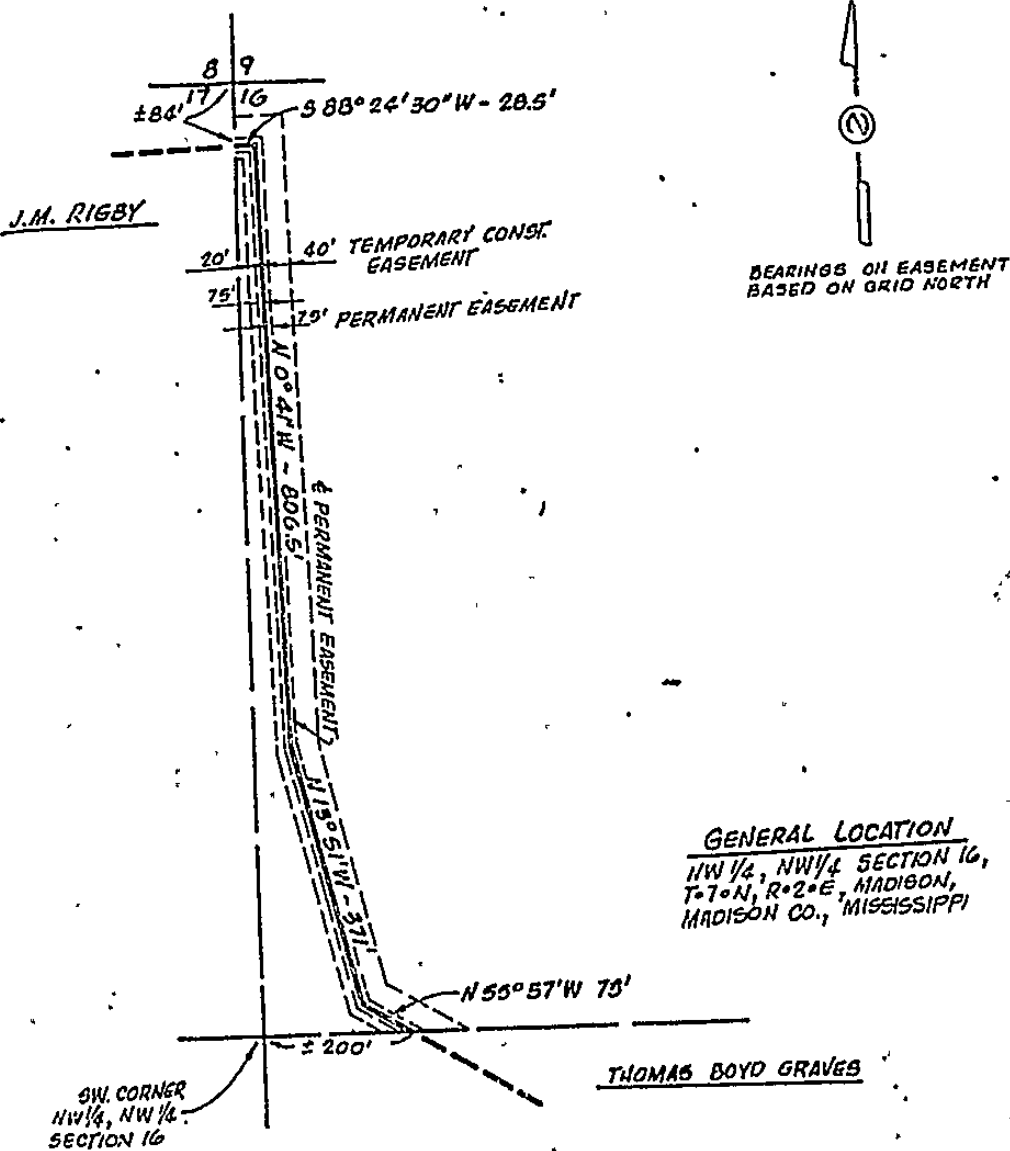 8 9
17 16
±84'
S 88° 24' 30" W - 28.5'
J.M. RIGBY
20'
40' TEMPORARY CONST.
EASEMENT
75'
7.5' PERMANENT EASEMENT
BEARINGS ON EASEMENT
BASED ON GRID NORTH
N 0° 41' W - 806.5'
℄ PERMANENT EASEMENT
N 15° 51' W - 371'
GENERAL LOCATION
NW 1/4, NW 1/4 SECTION 16,
T-7-N, R-2-E, MADISON,
MADISON CO., MISSISSIPPI
N 55° 57' W 75'
± 200'
THOMAS BOYD GRAVES
SW. CORNER
NW 1/4, NW 1/4
SECTION 16